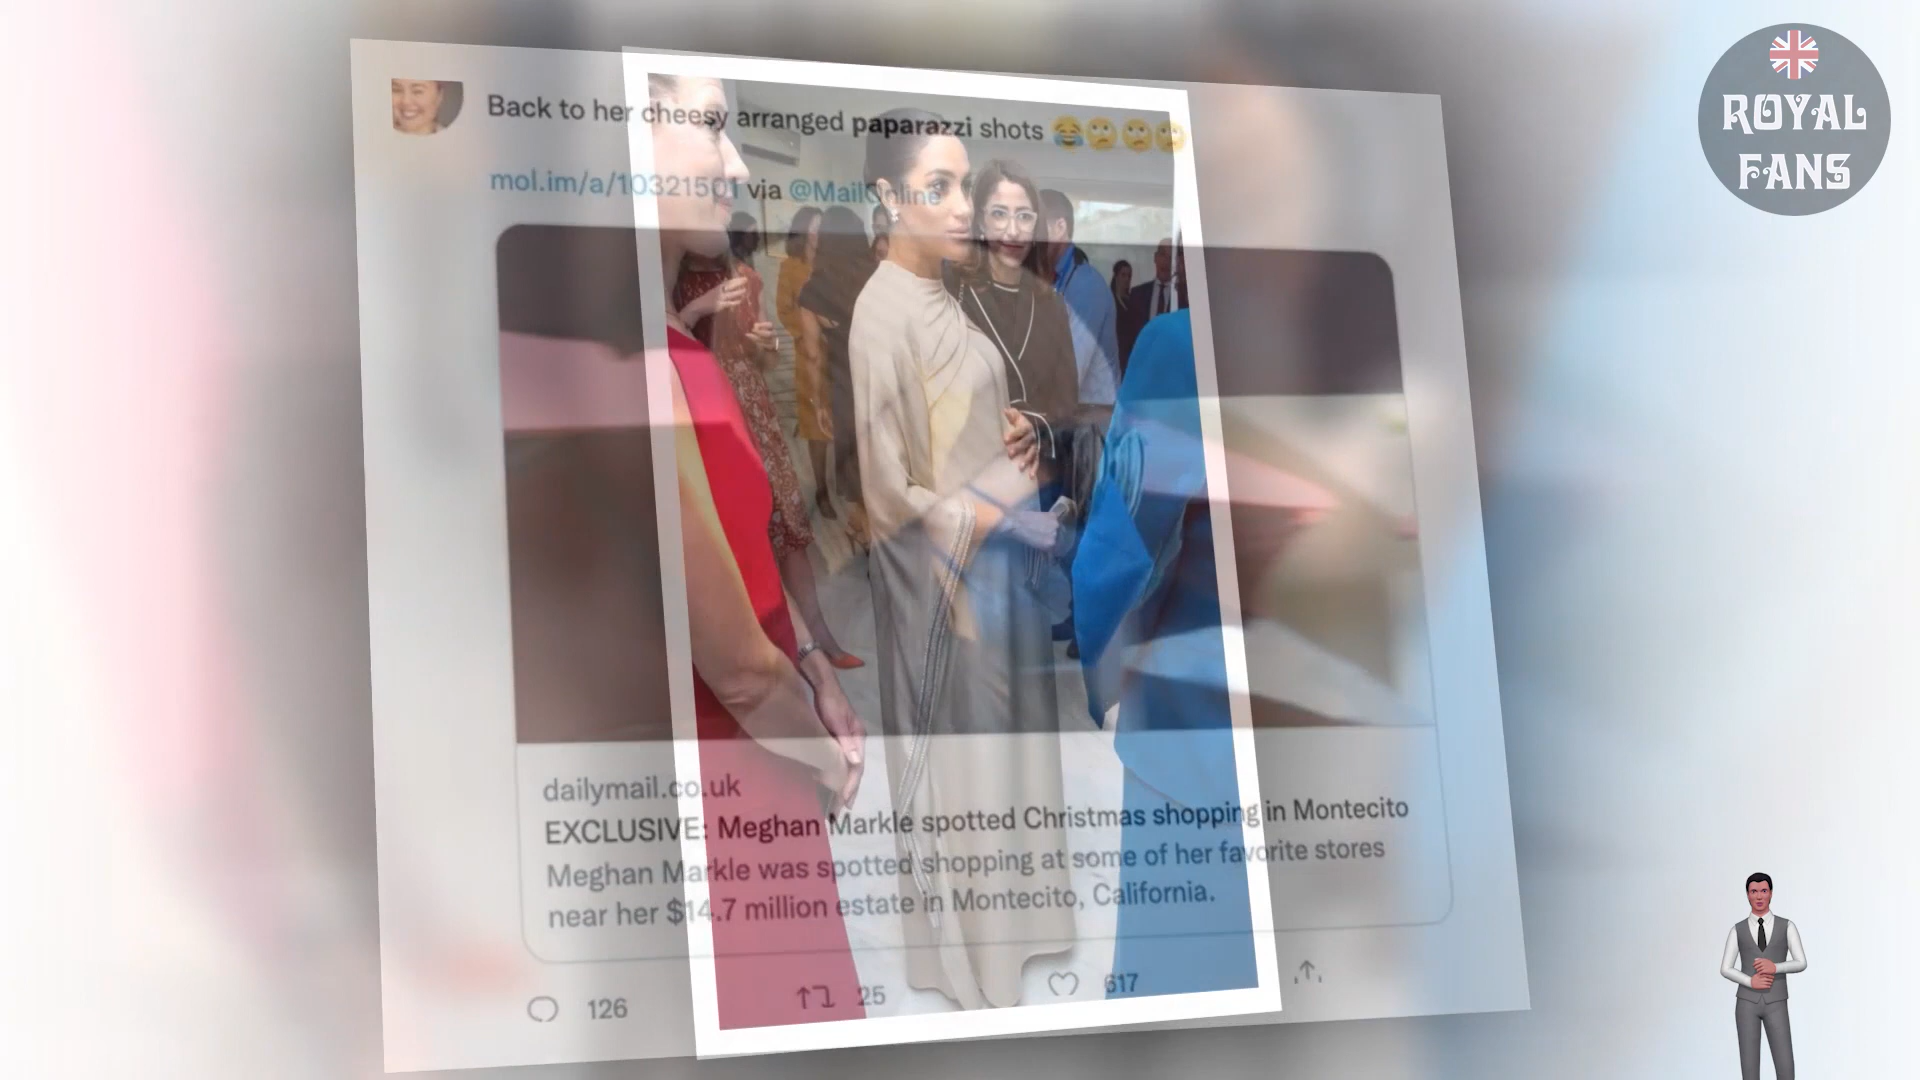 Back to her cheesy arranged paparazzi shots 😂🙄🙄🙄
mol.im/a/10321501 via @MailOnline
dailymail.co.uk
EXCLUSIVE: Meghan Markle spotted Christmas shopping in Montecito
Meghan Markle was spotted shopping at some of her favorite stores
near her $14.7 million estate in Montecito, California.
126
25
617
ROYAL
FANS